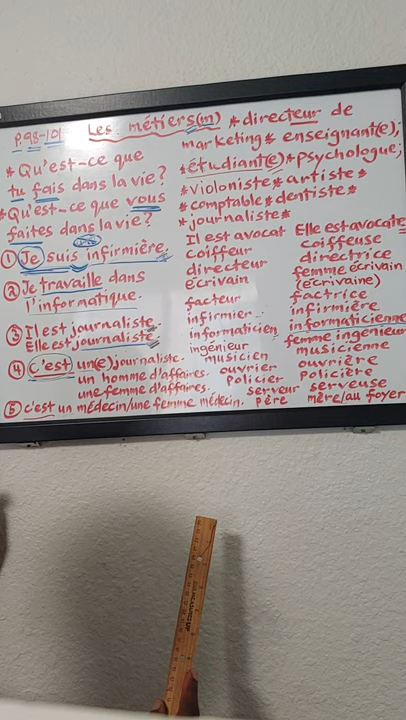 P.98-101 Les métiers(m) *directeur de
marketing* enseignant(e);
*étudiant(e)*psychologue;
*violoniste*artiste*
*comptable*dentiste*
*journaliste*
*Qu'est-ce que
tu fais dans la vie?
*Qu'est-ce que vous
faites dans la vie?
① Je suis infirmière.
② Je travaille dans
l'informatique.
③ Il est journaliste.
Elle est journaliste.
④ C'est un(e) journaliste.
un homme d'affaires.
une femme d'affaires.
⑤ c'est un médecin/une femme médecin.
Il est avocat Elle est avocate
coiffeur coiffeuse
directeur directrice
écrivain femme écrivain
(écrivaine)
facteur factrice
infirmier infirmière
informaticien informaticienne
ingénieur femme ingénieur
musicien musicienne
ouvrier ouvrière
policier policière
serveur serveuse
père mère/au foyer